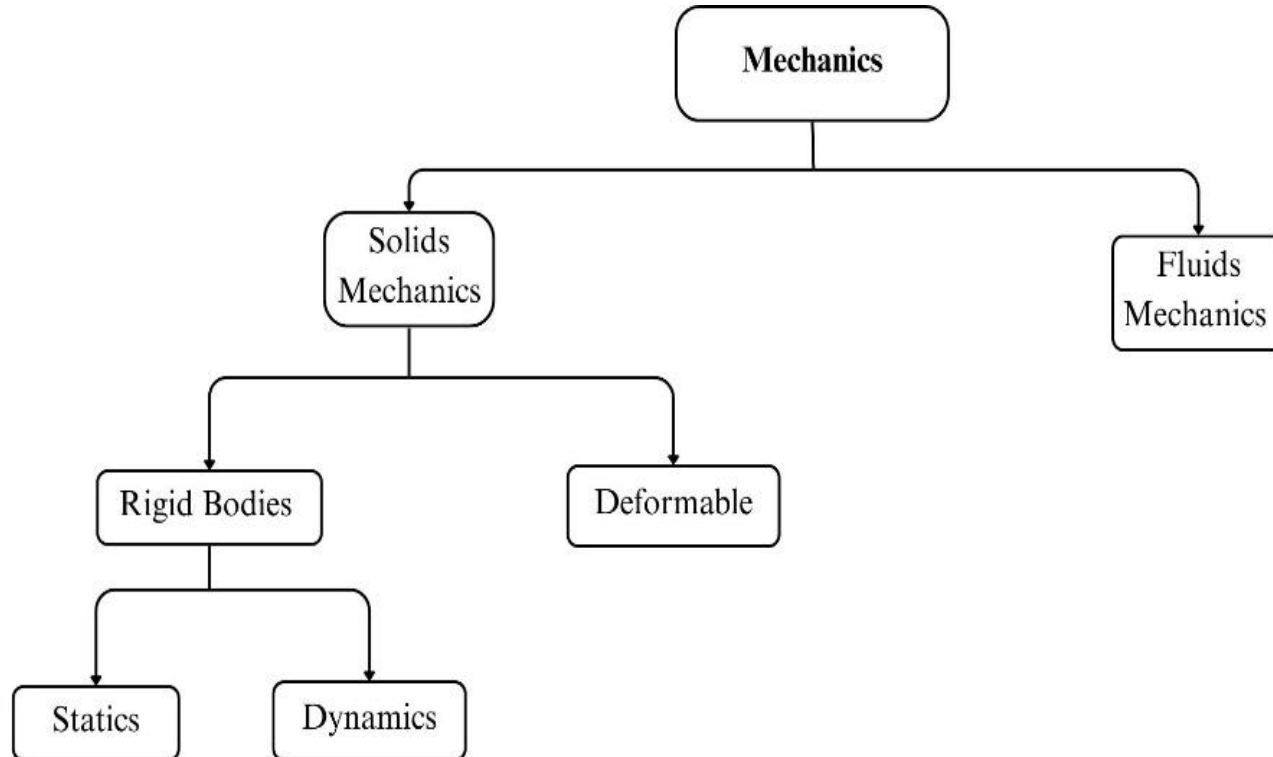 Mechanics
Solids
Mechanics
Fluids
Mechanics
Rigid Bodies
Deformable
Statics
Dynamics